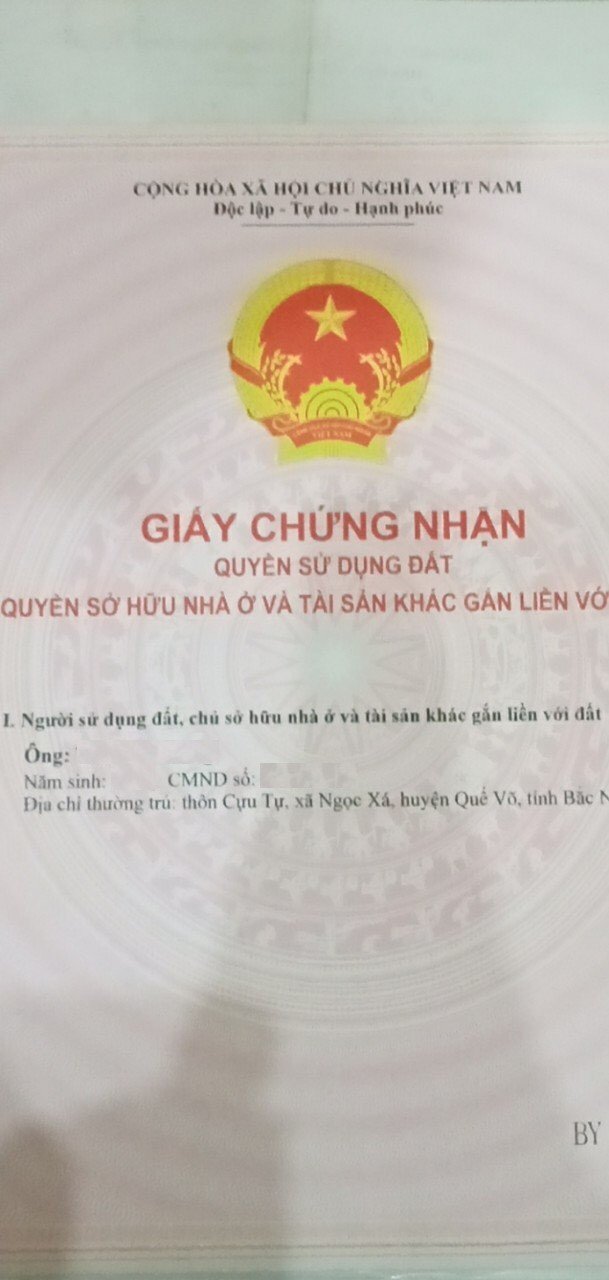 CỘNG HÒA XÃ HỘI CHỦ NGHĨA VIỆT NAM
Độc lập - Tự do - Hạnh phúc
VIỆT NAM
GIẤY CHỨNG NHẬN
QUYỀN SỬ DỤNG ĐẤT
QUYỀN SỞ HỮU NHÀ Ở VÀ TÀI SẢN KHÁC GẮN LIỀN VỚ
I. Người sử dụng đất, chủ sở hữu nhà ở và tài sản khác gắn liền với đất
Ông:
Năm sinh: CMND số:
Địa chỉ thường trú: thôn Cựu Tự, xã Ngọc Xá, huyện Quế Võ, tỉnh Bắc N
BY